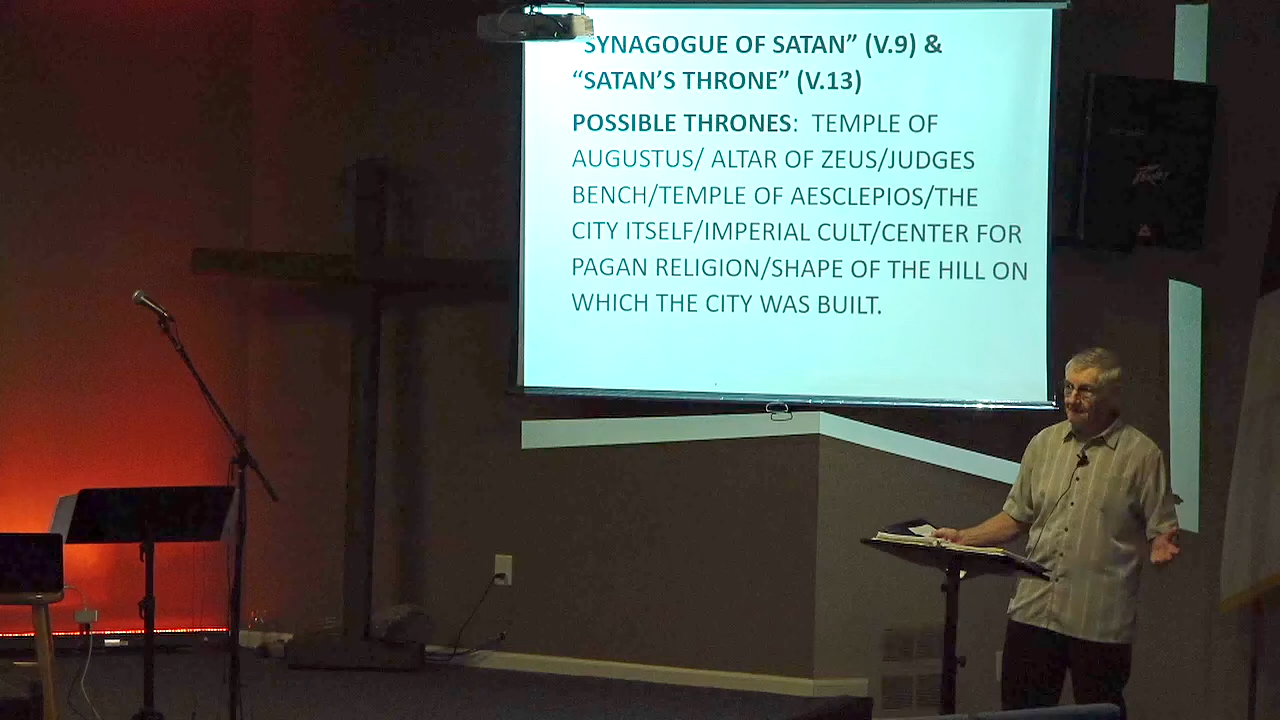 "SYNAGOGUE OF SATAN” (V.9) &
“SATAN’S THRONE” (V.13)
POSSIBLE THRONES:  TEMPLE OF
AUGUSTUS/ ALTAR OF ZEUS/JUDGES
BENCH/TEMPLE OF AESCLEPIOS/THE
CITY ITSELF/IMPERIAL CULT/CENTER FOR
PAGAN RELIGION/SHAPE OF THE HILL ON
WHICH THE CITY WAS BUILT.
Peavey